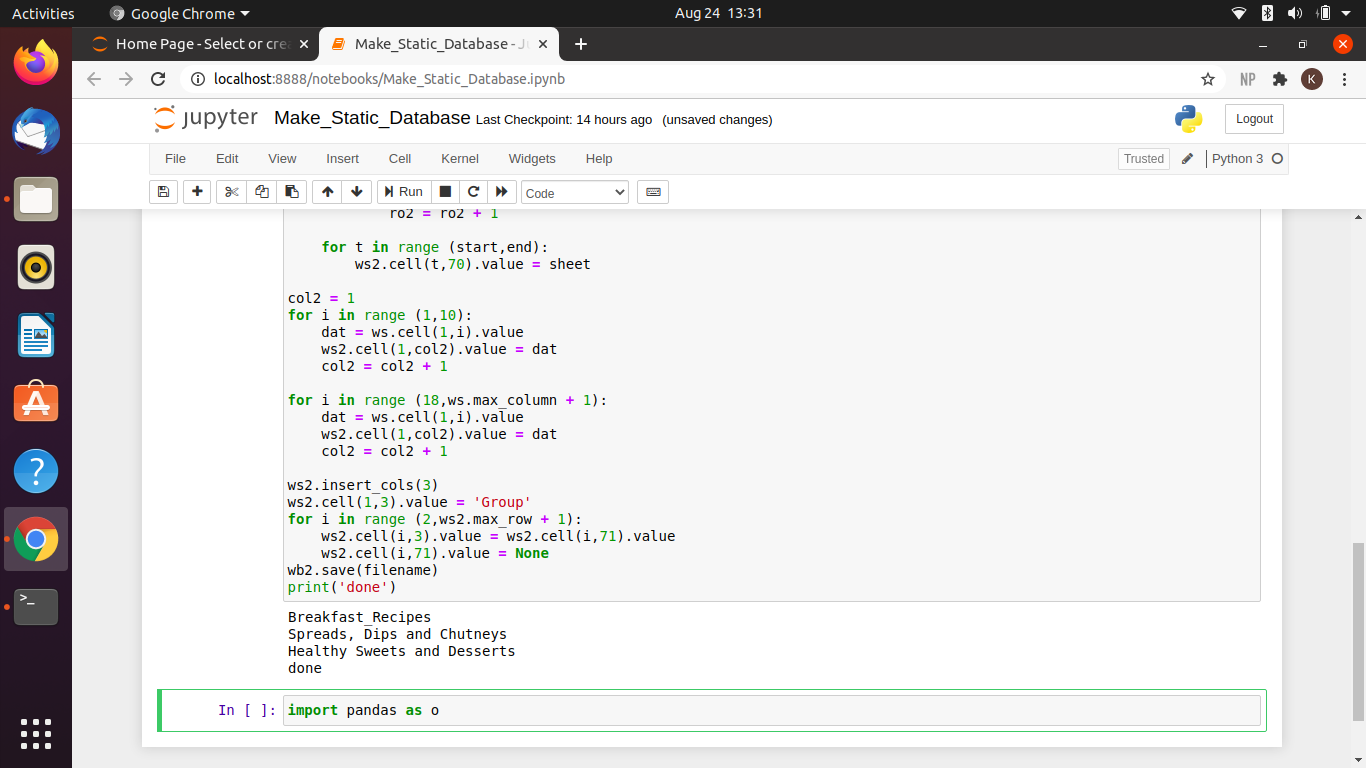 Activities
Google Chrome
Aug 24 13:31
Home Page - Select or cre
Make_Static_Database - J
localhost:8888/notebooks/Make_Static_Database.ipynb
NP
K
jupyter
Make_Static_Database
Last Checkpoint: 14 hours ago
(unsaved changes)
Logout
File
Edit
View
Insert
Cell
Kernel
Widgets
Help
Trusted
Python 3
Run
Code
ro2 = ro2 + 1
for t in range (start,end):
ws2.cell(t,70).value = sheet
col2 = 1
for i in range (1,10):
dat = ws.cell(1,i).value
ws2.cell(1,col2).value = dat
col2 = col2 + 1
for i in range (18,ws.max_column + 1):
dat = ws.cell(1,i).value
ws2.cell(1,col2).value = dat
col2 = col2 + 1
ws2.insert_cols(3)
ws2.cell(1,3).value = 'Group'
for i in range (2,ws2.max_row + 1):
ws2.cell(i,3).value = ws2.cell(i,71).value
ws2.cell(i,71).value = None
wb2.save(filename)
print('done')
Breakfast_Recipes
Spreads, Dips and Chutneys
Healthy Sweets and Desserts
done
In [ ]: import pandas as o